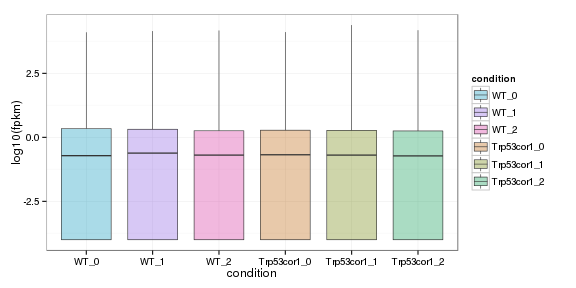 log10(fpkm)
2.5
0.0
-2.5
WT_0 WT_1 WT_2 Trp53cor1_0 Trp53cor1_1 Trp53cor1_2
condition
condition
WT_0
WT_1
WT_2
Trp53cor1_0
Trp53cor1_1
Trp53cor1_2